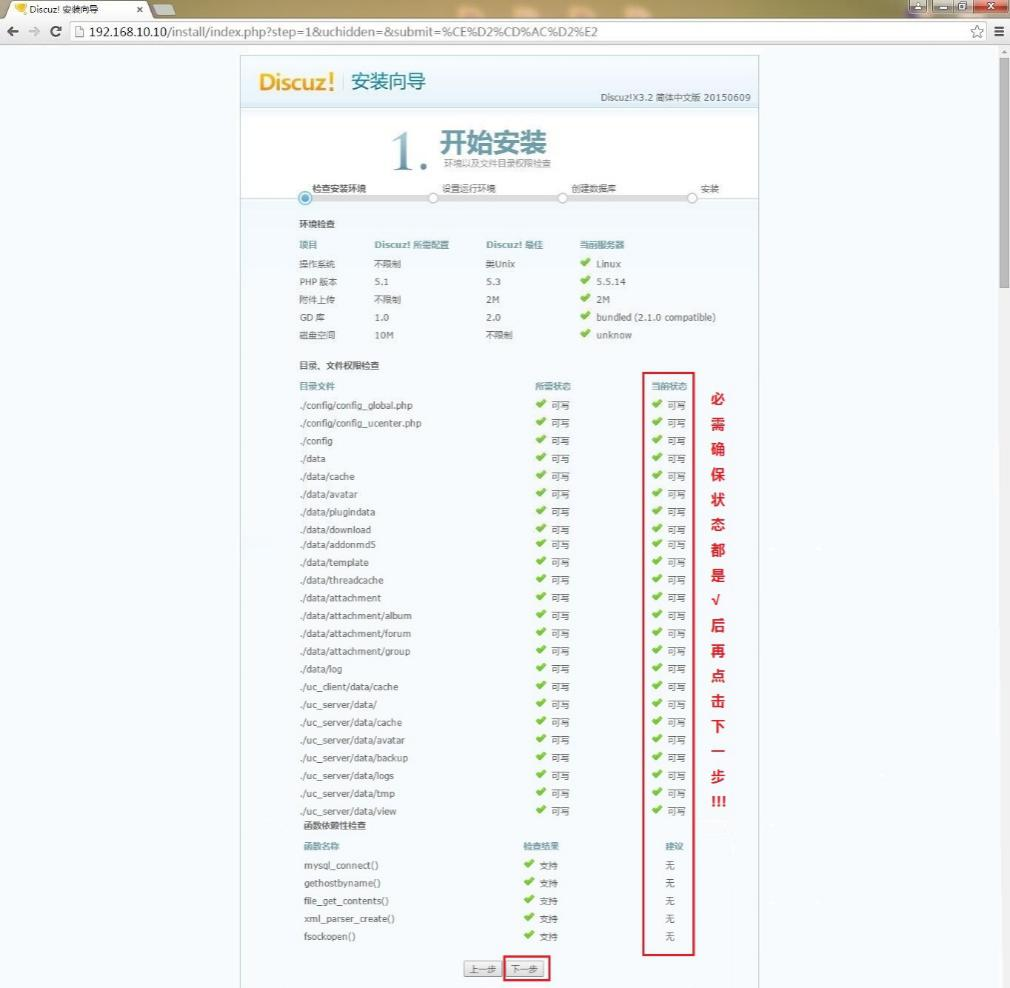 Discuz! 安装向导
192.168.10.10/install/index.php?step=1&uchidden=&submit=%CE%D2%CD%AC%D2%E2
Discuz! 安装向导
Discuz!X3.2 简体中文版 20150609
1. 开始安装
环境以及文件目录权限检查
检查安装环境 设置运行环境 创建数据库 安装
环境检查
项目 Discuz! 所需配置 Discuz! 最佳 当前服务器
操作系统 不限制 类Unix Linux
PHP 版本 5.1 5.3 5.5.14
附件上传 不限制 2M 2M
GD 库 1.0 2.0 bundled (2.1.0 compatible)
磁盘空间 10M 不限制 unknow
目录、文件权限检查
目录文件 所需状态 当前状态
./config/config_global.php 可写 可写
./config/config_ucenter.php 可写 可写
./config 可写 可写
./data 可写 可写
./data/cache 可写 可写
./data/avatar 可写 可写
./data/plugindata 可写 可写
./data/download 可写 可写
./data/addonmd5 可写 可写
./data/template 可写 可写
./data/threadcache 可写 可写
./data/attachment 可写 可写
./data/attachment/album 可写 可写
./data/attachment/forum 可写 可写
./data/attachment/group 可写 可写
./data/log 可写 可写
./uc_client/data/cache 可写 可写
./uc_server/data/ 可写 可写
./uc_server/data/cache 可写 可写
./uc_server/data/avatar 可写 可写
./uc_server/data/backup 可写 可写
./uc_server/data/logs 可写 可写
./uc_server/data/tmp 可写 可写
./uc_server/data/view 可写 可写
必需确保状态都是√后再点击下一步!!!
函数依赖性检查
函数名称 检查结果 建议
mysql_connect() 支持 无
gethostbyname() 支持 无
file_get_contents() 支持 无
xml_parser_create() 支持 无
fsockopen() 支持 无
上一步 下一步